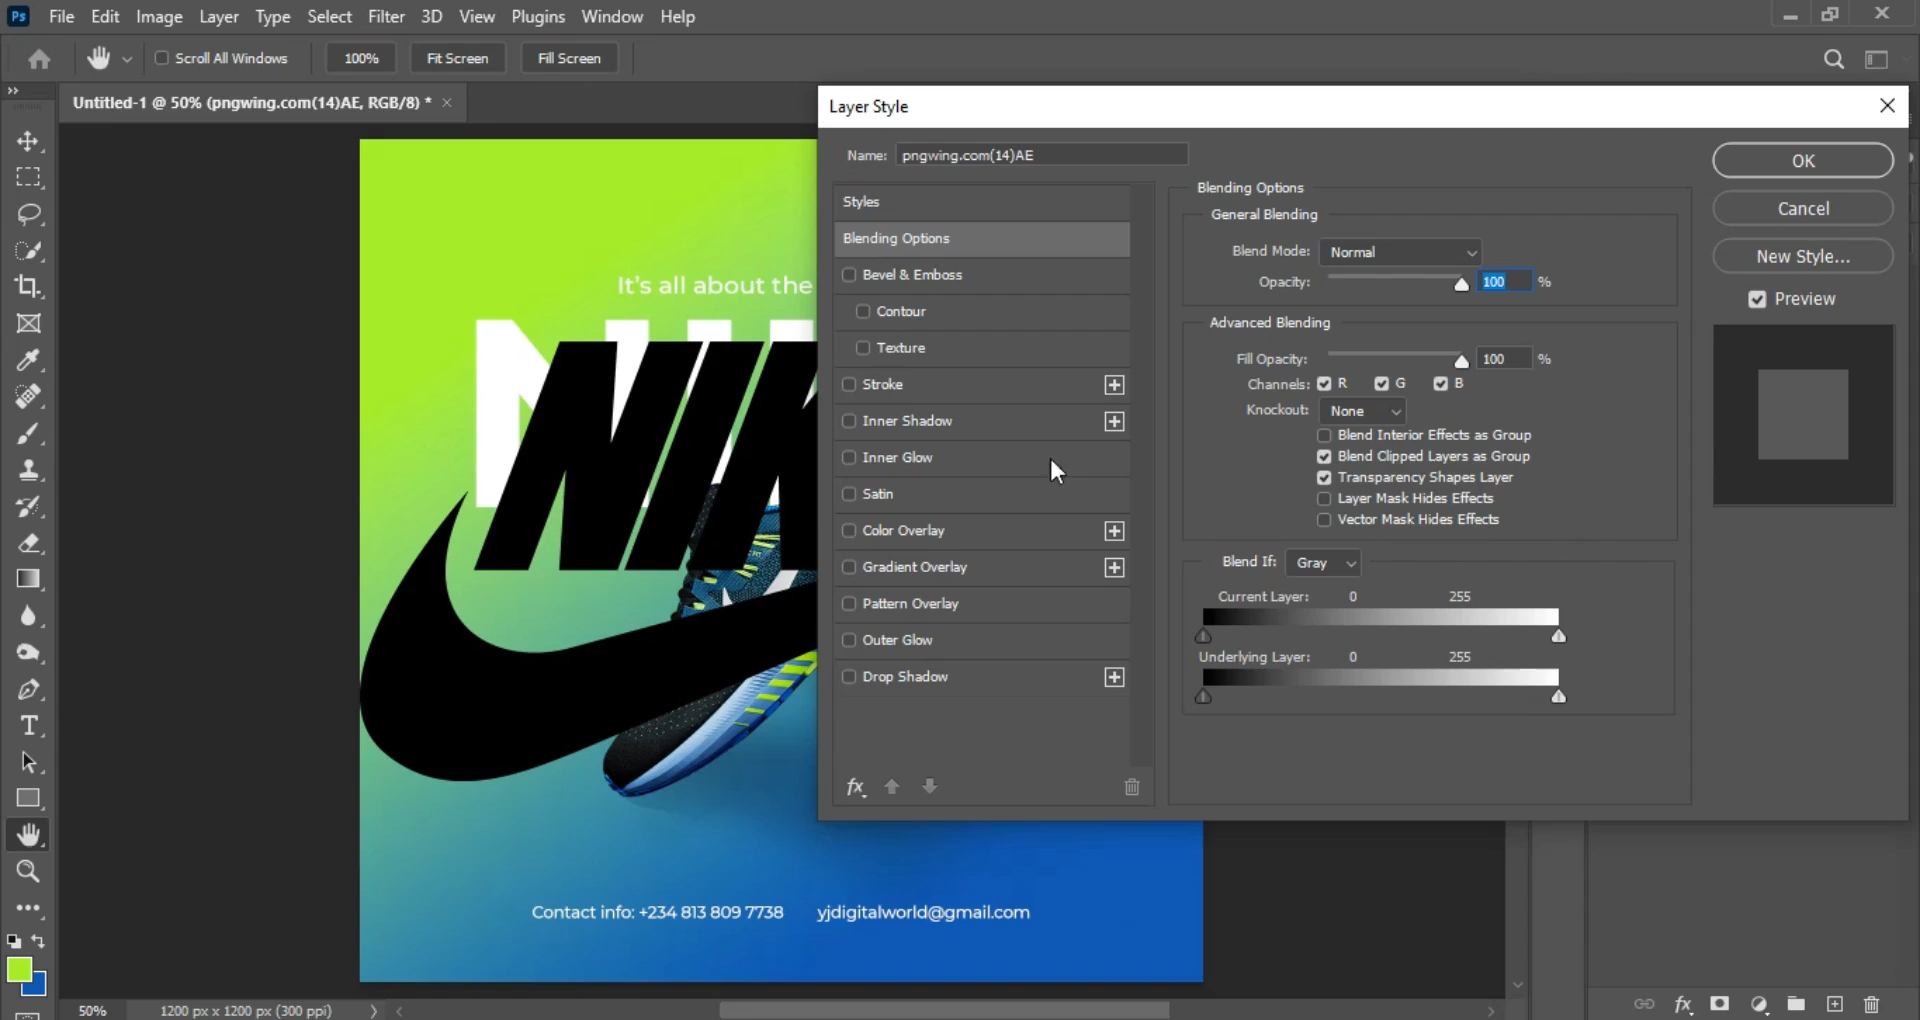 Ps File Edit Image Layer Type Select Filter 3D View Plugins Window Help
Scroll All Windows 100% Fit Screen Fill Screen
Untitled-1 @ 50% (pngwing.com(14)AE, RGB/8) *
Layer Style
Name: pngwing.com(14)AE
Styles
Blending Options
Bevel & Emboss
Contour
Texture
Stroke
Inner Shadow
Inner Glow
Satin
Color Overlay
Gradient Overlay
Pattern Overlay
Outer Glow
Drop Shadow
fx
Blending Options
General Blending
Blend Mode: Normal
Opacity: 100 %
Advanced Blending
Fill Opacity: 100 %
Channels: R G B
Knockout: None
Blend Interior Effects as Group
Blend Clipped Layers as Group
Transparency Shapes Layer
Layer Mask Hides Effects
Vector Mask Hides Effects
Blend If: Gray
Current Layer: 0 255
Underlying Layer: 0 255
OK
Cancel
New Style...
Preview
It's all about the
Contact info: +234 813 809 7738 yjdigitalworld@gmail.com
50% 1200 px x 1200 px (300 ppi)
fx